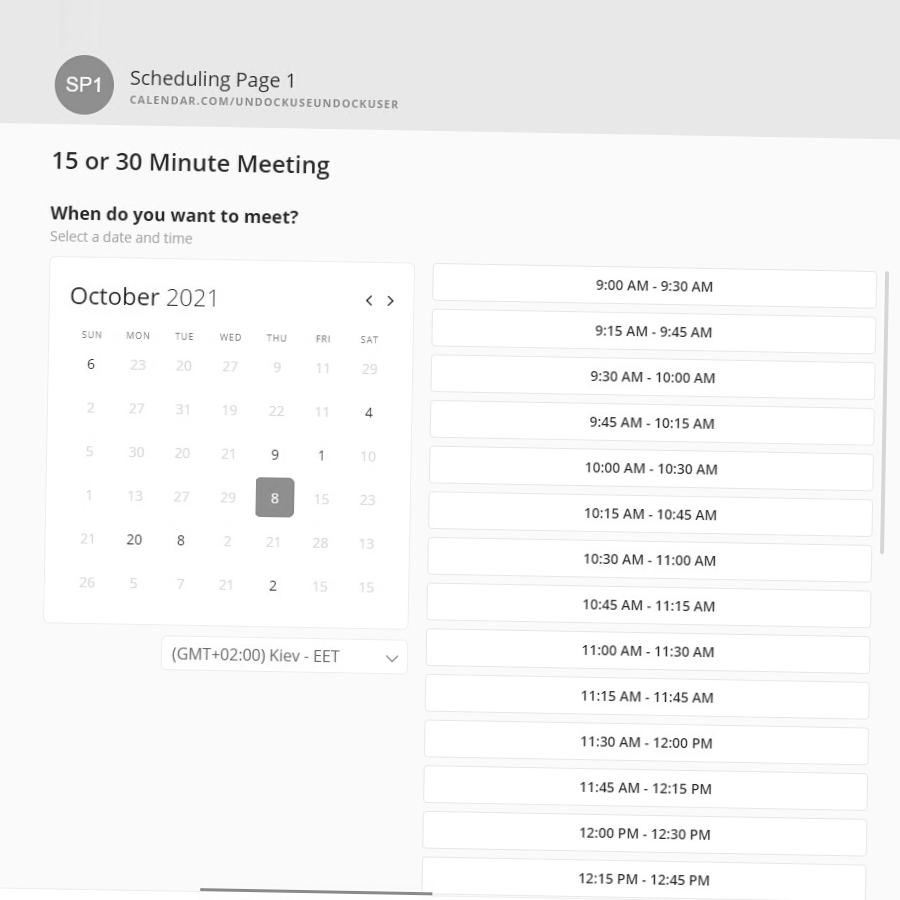 SP1
Scheduling Page 1
CALENDAR.COM/UNDOCKUSEUNDOCKUSER
15 or 30 Minute Meeting
When do you want to meet?
Select a date and time
October 2021
SUN MON TUE WED THU FRI SAT
6 23 20 27 9 11 29
2 27 31 19 22 11 4
5 30 20 21 9 1 10
1 13 27 29 8 15 23
21 20 8 2 21 28 13
26 5 7 21 2 15 15
(GMT+02:00) Kiev - EET
9:00 AM - 9:30 AM
9:15 AM - 9:45 AM
9:30 AM - 10:00 AM
9:45 AM - 10:15 AM
10:00 AM - 10:30 AM
10:15 AM - 10:45 AM
10:30 AM - 11:00 AM
10:45 AM - 11:15 AM
11:00 AM - 11:30 AM
11:15 AM - 11:45 AM
11:30 AM - 12:00 PM
11:45 AM - 12:15 PM
12:00 PM - 12:30 PM
12:15 PM - 12:45 PM